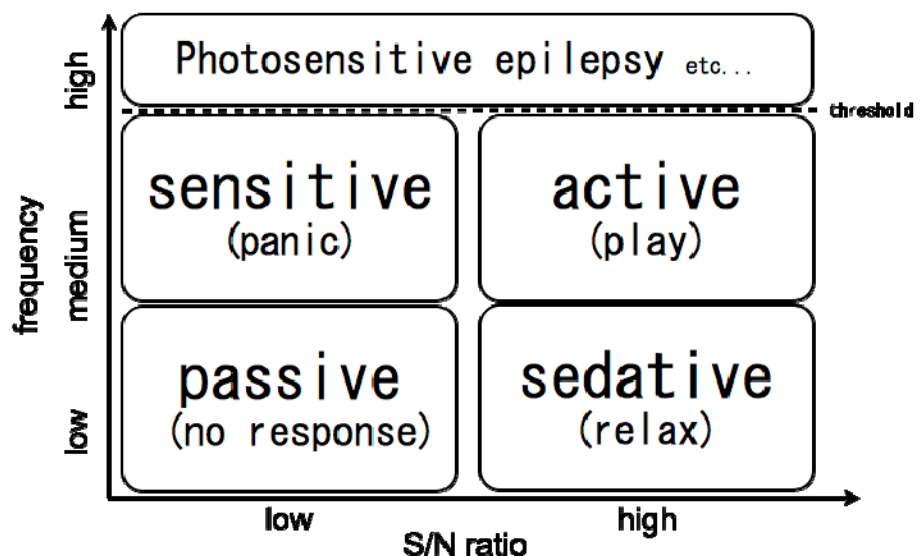 high
Photosensitive epilepsy etc...
threshold
frequency
medium
sensitive
(panic)
active
(play)
low
passive
(no response)
sedative
(relax)
low
high
S/N ratio